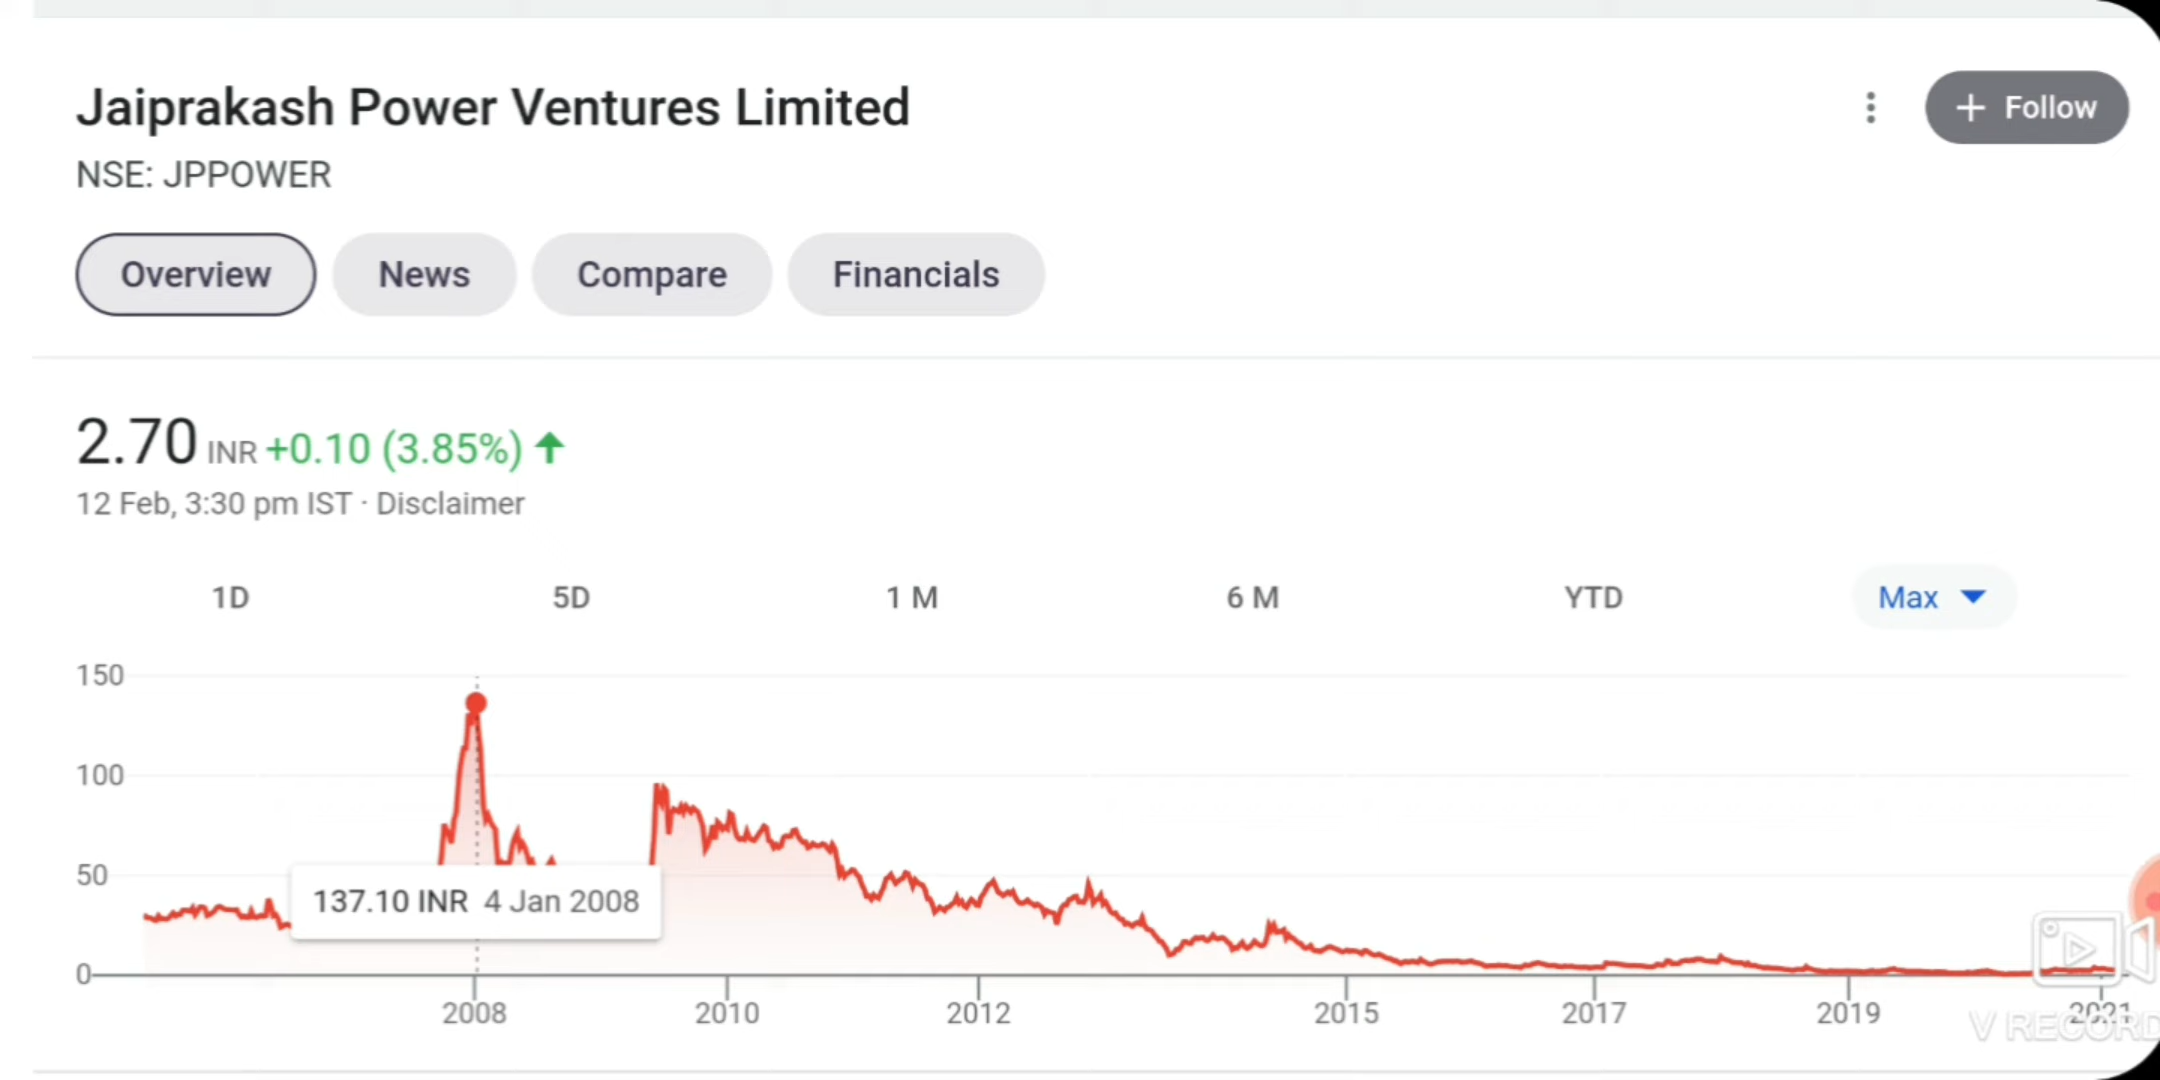 Jaiprakash Power Ventures Limited
+ Follow
NSE: JPPOWER
Overview News Compare Financials
2.70 INR +0.10 (3.85%) ↑
12 Feb, 3:30 pm IST · Disclaimer
1D 5D 1 M 6 M YTD Max
150
100
50
137.10 INR 4 Jan 2008
0
2008 2010 2012 2015 2017 2019 2021
V RECORD